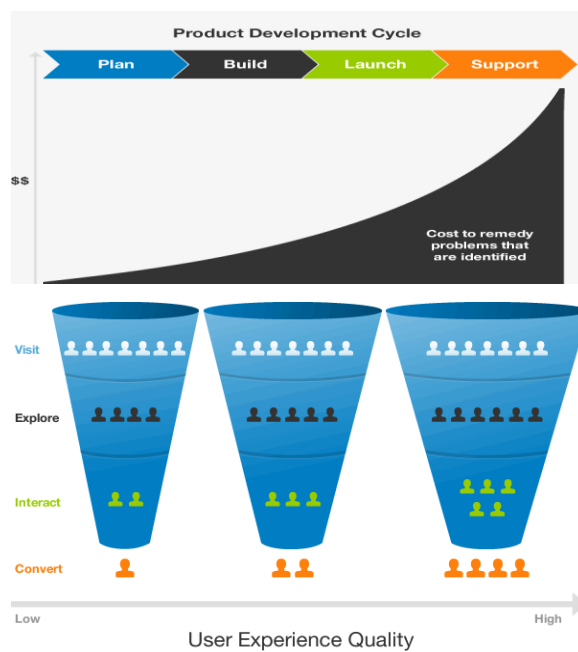 Product Development Cycle
Plan Build Launch Support
$$
Cost to remedy
problems that
are identified
Visit
Explore
Interact
Convert
Low High
User Experience Quality